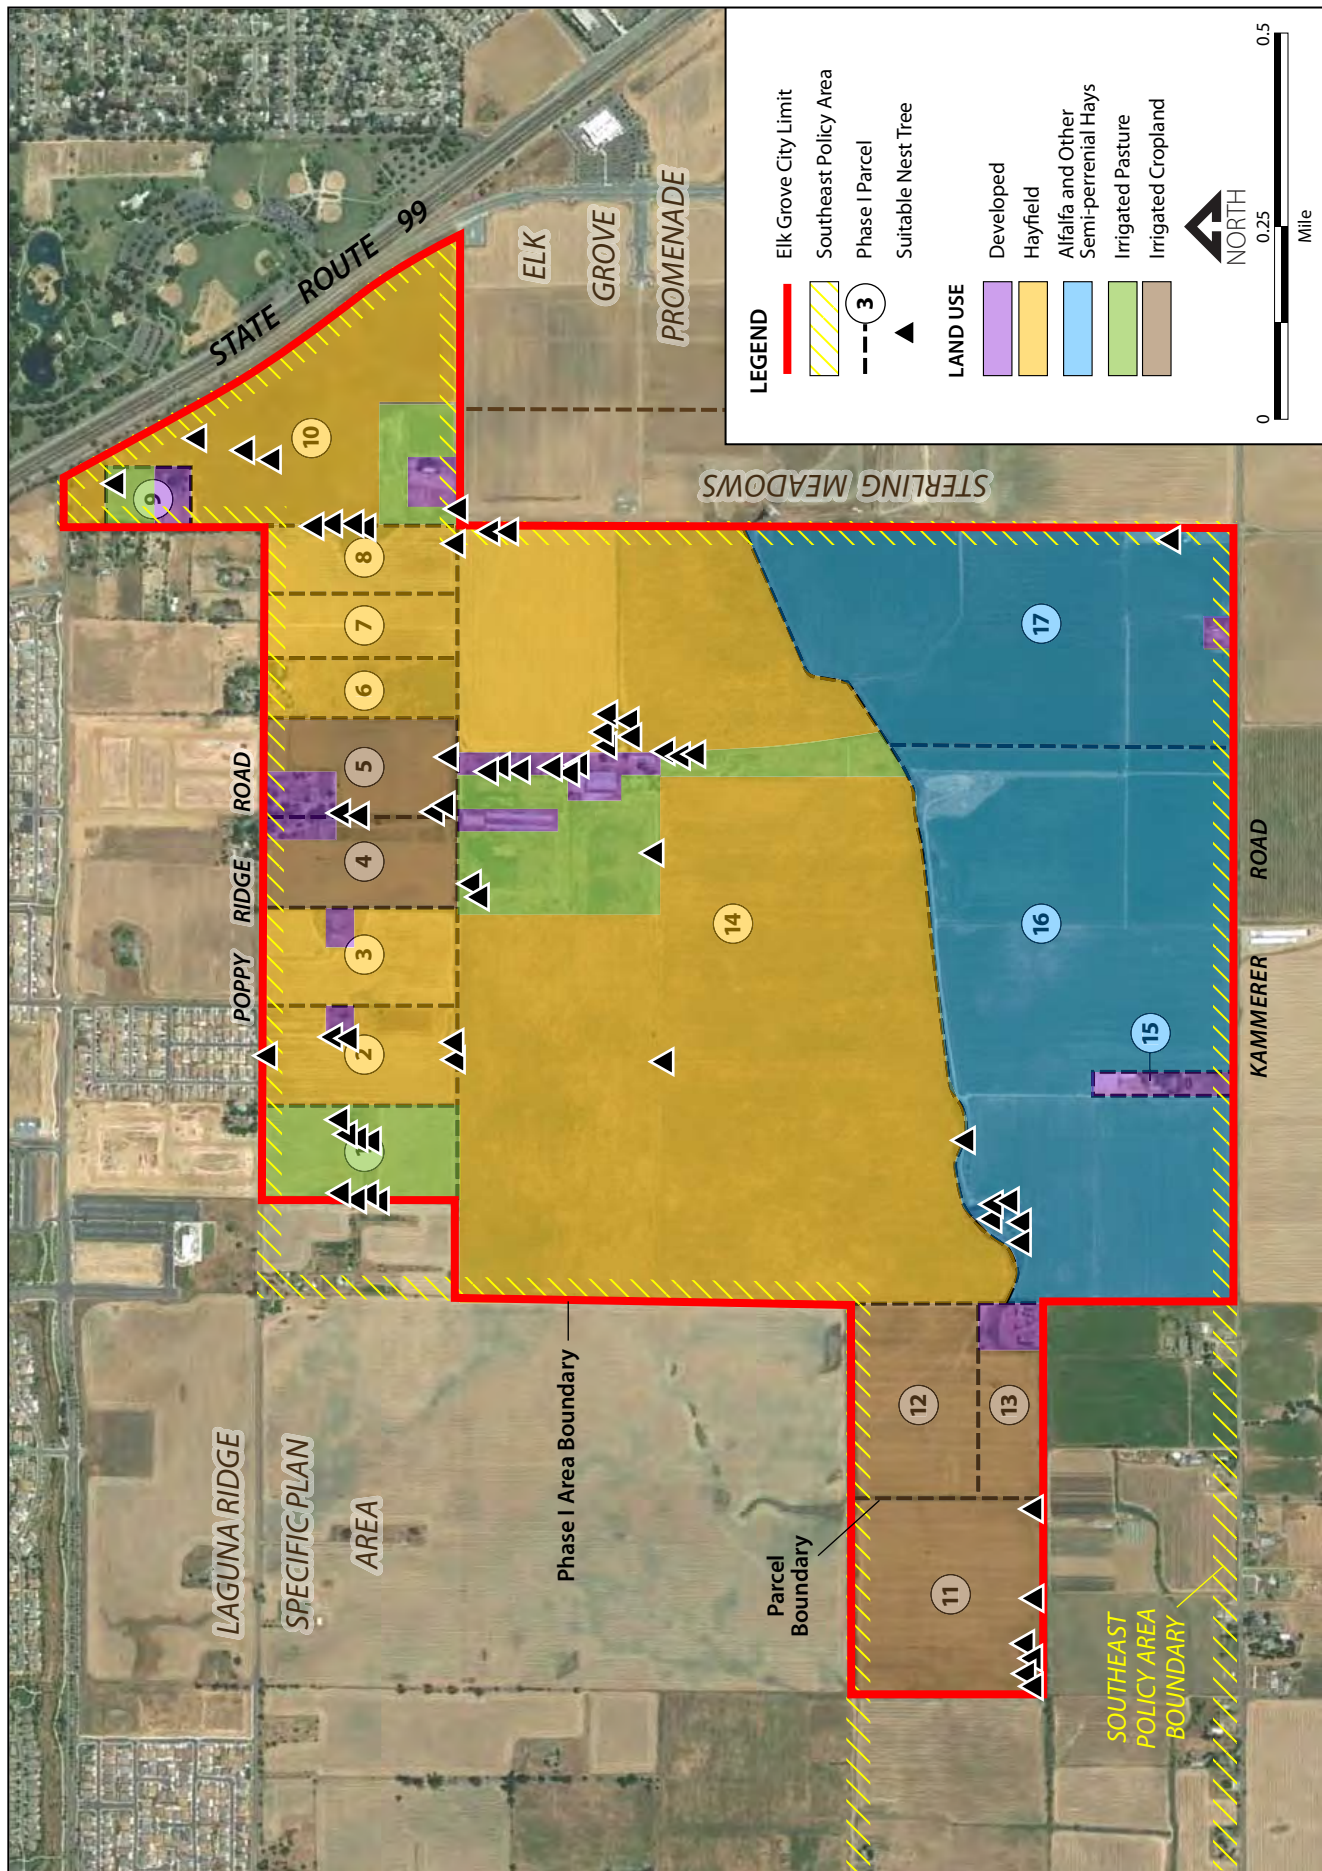 STATE ROUTE 99
ELK
GROVE
PROMENADE
STERLING MEADOWS
POPPY RIDGE ROAD
KAMMERER ROAD
LAGUNA RIDGE
SPECIFIC PLAN
AREA
Phase I Area Boundary
Parcel
Boundary
SOUTHEAST
POLICY AREA
BOUNDARY
1
2
3
4
5
6
7
8
9
10
11
12
13
14
15
16
17
LEGEND
Elk Grove City Limit
Southeast Policy Area
3
Phase I Parcel
Suitable Nest Tree
LAND USE
Developed
Hayfield
Alfalfa and Other
Semi-perrenial Hays
Irrigated Pasture
Irrigated Cropland
NORTH
0
0.25
0.5
Mile